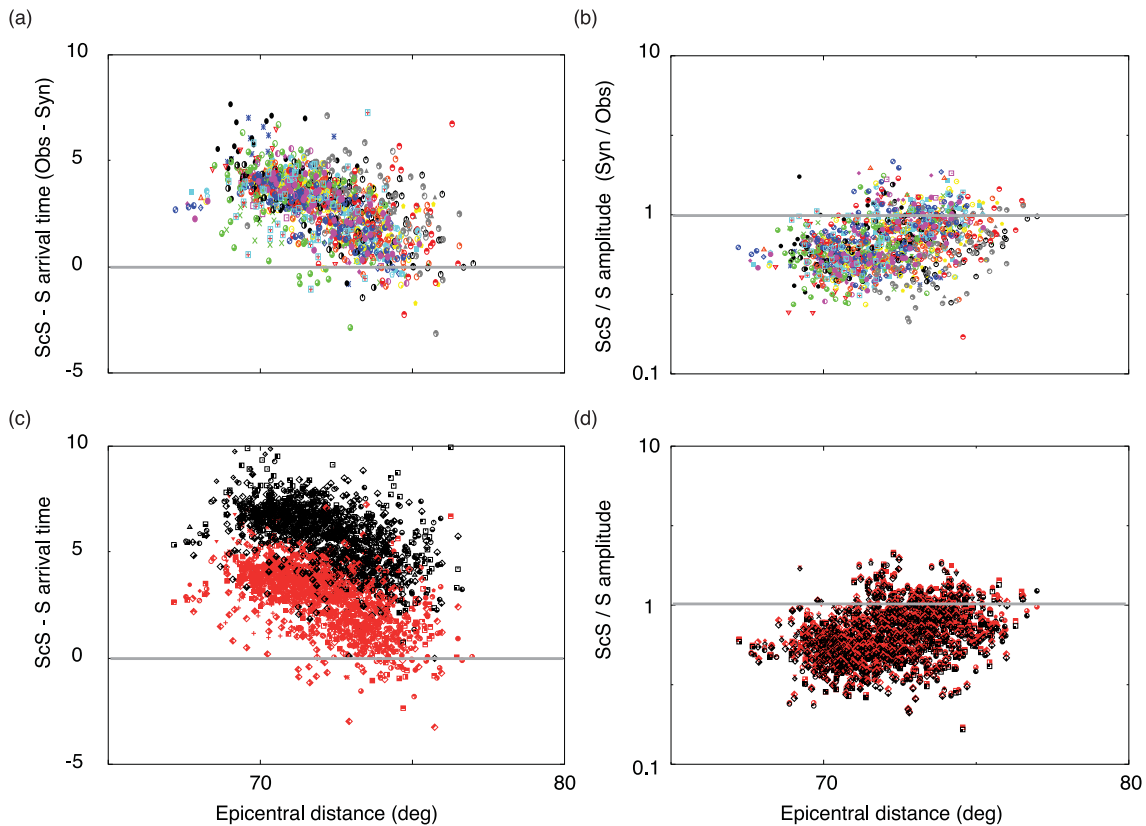 (a)
(b)
10
5
0
-5
ScS - S arrival time (Obs - Syn)
70
80
10
1
0.1
ScS / S amplitude (Syn / Obs)
70
80
(c)
(d)
10
5
0
-5
ScS - S arrival time
70
80
Epicentral distance (deg)
10
1
0.1
ScS / S amplitude
70
80
Epicentral distance (deg)